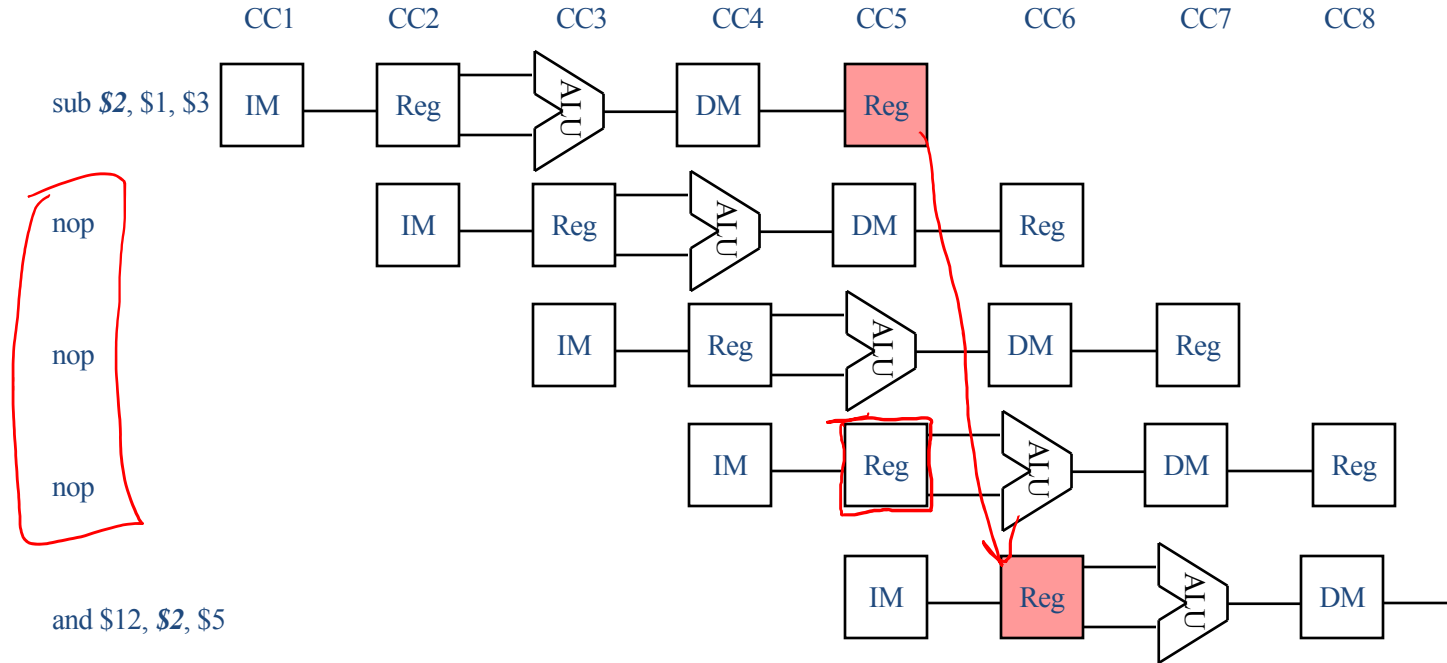 CC1 CC2 CC3 CC4 CC5 CC6 CC7 CC8
sub $2, $1, $3 IM Reg ALU DM Reg
nop IM Reg ALU DM Reg
nop IM Reg ALU DM Reg
nop IM Reg ALU DM Reg
and $12, $2, $5 IM Reg ALU DM